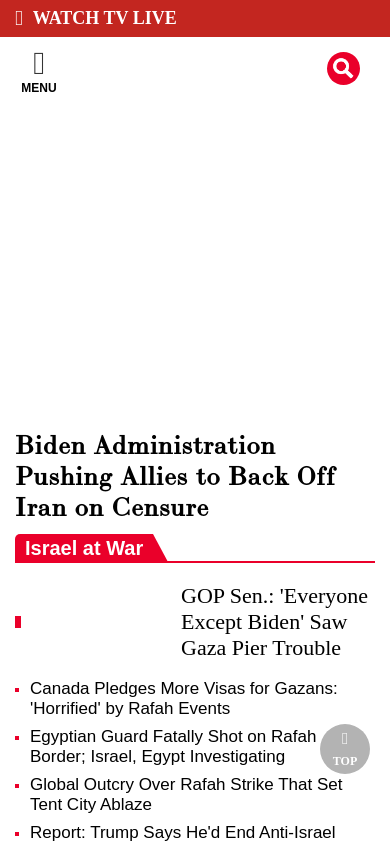 WATCH TV LIVE
MENU
Biden Administration
Pushing Allies to Back Off
Iran on Censure
Israel at War
GOP Sen.: 'Everyone
Except Biden' Saw
Gaza Pier Trouble
Canada Pledges More Visas for Gazans:
'Horrified' by Rafah Events
Egyptian Guard Fatally Shot on Rafah
Border; Israel, Egypt Investigating
TOP
Global Outcry Over Rafah Strike That Set
Tent City Ablaze
Report: Trump Says He'd End Anti-Israel